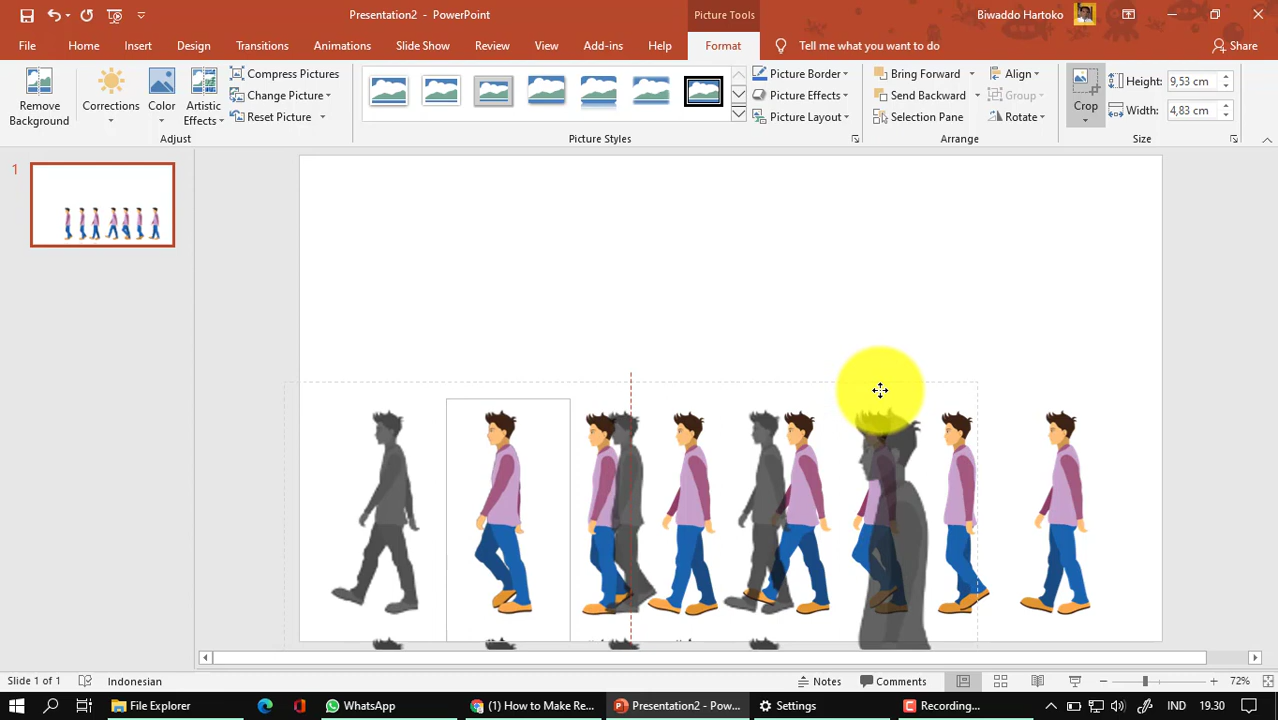 Presentation2 - PowerPoint
Picture Tools
Biwaddo Hartoko
File
Home
Insert
Design
Transitions
Animations
Slide Show
Review
View
Add-ins
Help
Format
Tell me what you want to do
Share
Remove
Background
Corrections
Color
Artistic
Effects
Compress Pictures
Change Picture
Reset Picture
Adjust
Picture Styles
Picture Border
Picture Effects
Picture Layout
Bring Forward
Send Backward
Selection Pane
Align
Group
Rotate
Arrange
Crop
Height:
9,53 cm
Width:
4,83 cm
Size
1
Slide 1 of 1
Indonesian
Notes
Comments
72%
File Explorer
WhatsApp
(1) How to Make Re...
Presentation2 - Pow...
Settings
Recording...
IND
19.30